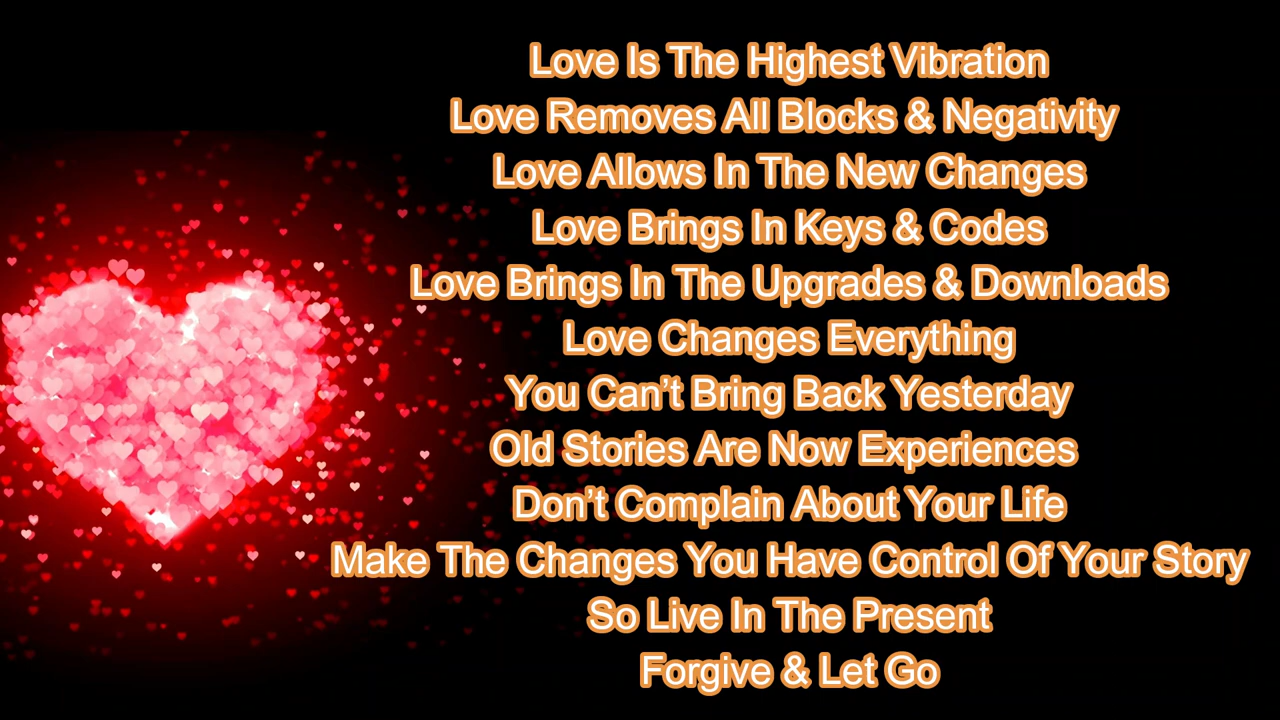 Love Is The Highest Vibration
Love Removes All Blocks & Negativity
Love Allows In The New Changes
Love Brings In Keys & Codes
Love Brings In The Upgrades & Downloads
Love Changes Everything
You Can’t Bring Back Yesterday
Old Stories Are Now Experiences
Don’t Complain About Your Life
Make The Changes You Have Control Of Your Story
So Live In The Present
Forgive & Let Go